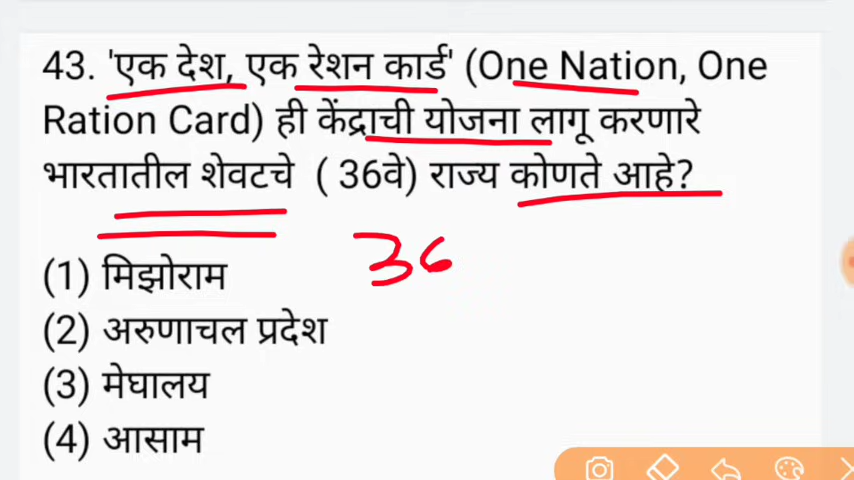 43. 'एक देश, एक रेशन कार्ड' (One Nation, One
Ration Card) ही केंद्राची योजना लागू करणारे
भारतातील शेवटचे ( 36वे) राज्य कोणते आहे?
36
(1) मिझोराम
(2) अरुणाचल प्रदेश
(3) मेघालय
(4) आसाम